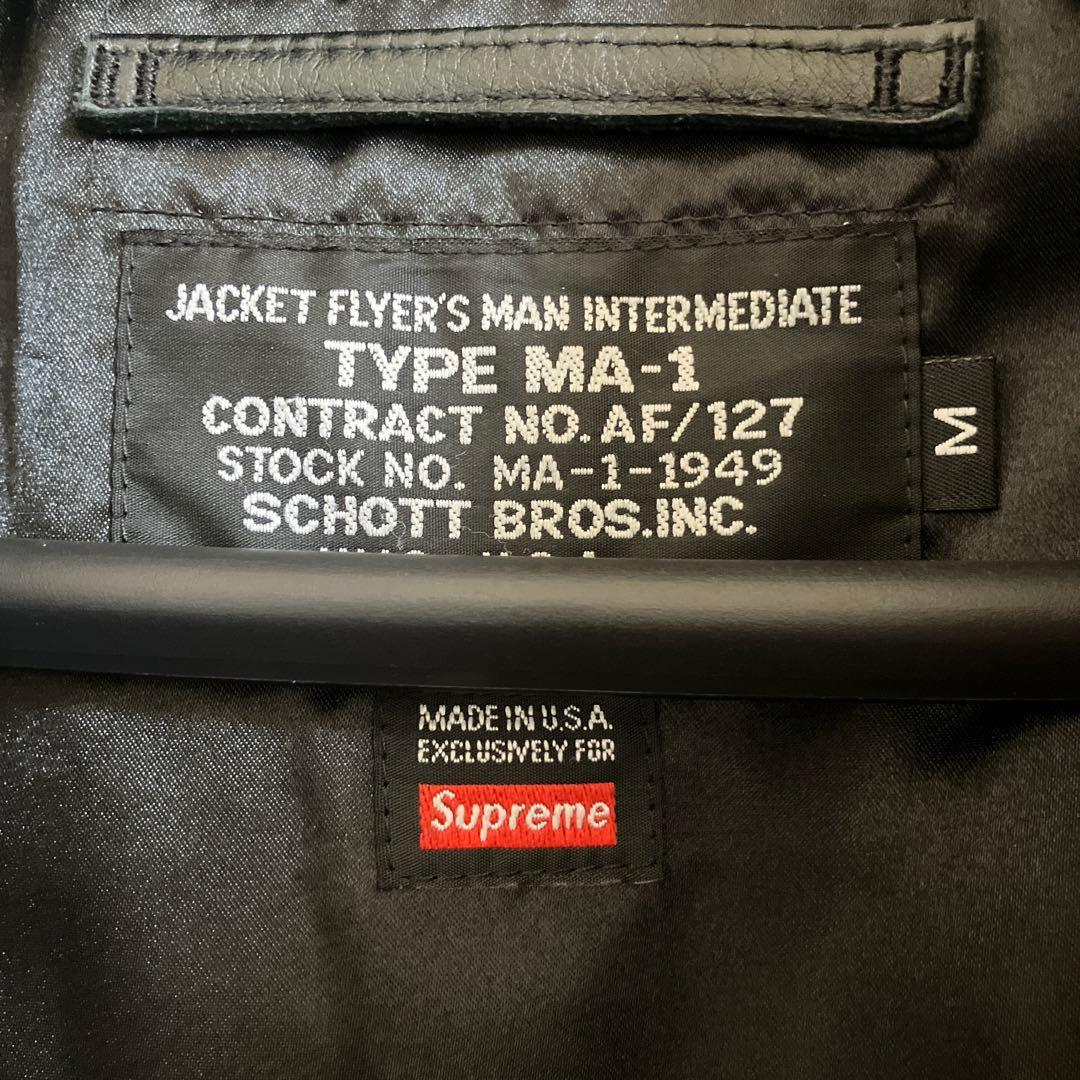 JACKET FLYER'S MAN INTERMEDIATE
TYPE MA-1
CONTRACT NO. AF/127
STOCK NO. MA-1-1949
SCHOTT BROS.INC.
M
MADE IN U.S.A.
EXCLUSIVELY FOR
Supreme